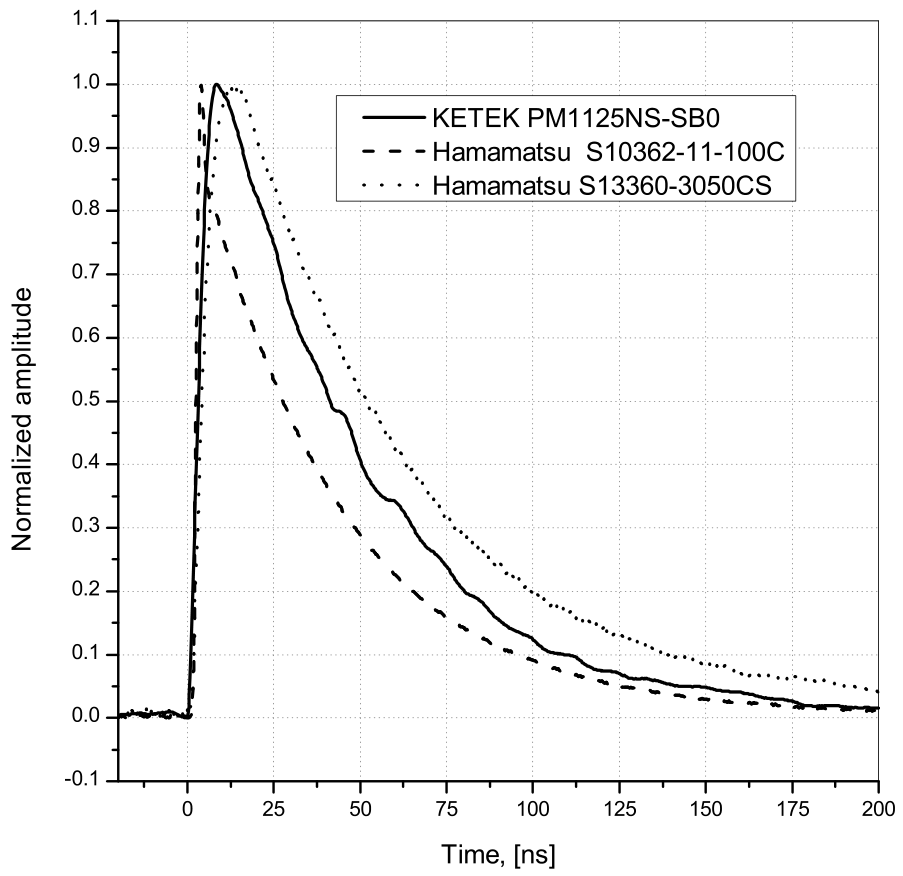 1.1
1.0
0.9
0.8
0.7
0.6
0.5
0.4
0.3
0.2
0.1
0.0
-0.1
Normalized amplitude
KETEK PM1125NS-SB0
Hamamatsu S10362-11-100C
Hamamatsu S13360-3050CS
0 25 50 75 100 125 150 175 200
Time, [ns]